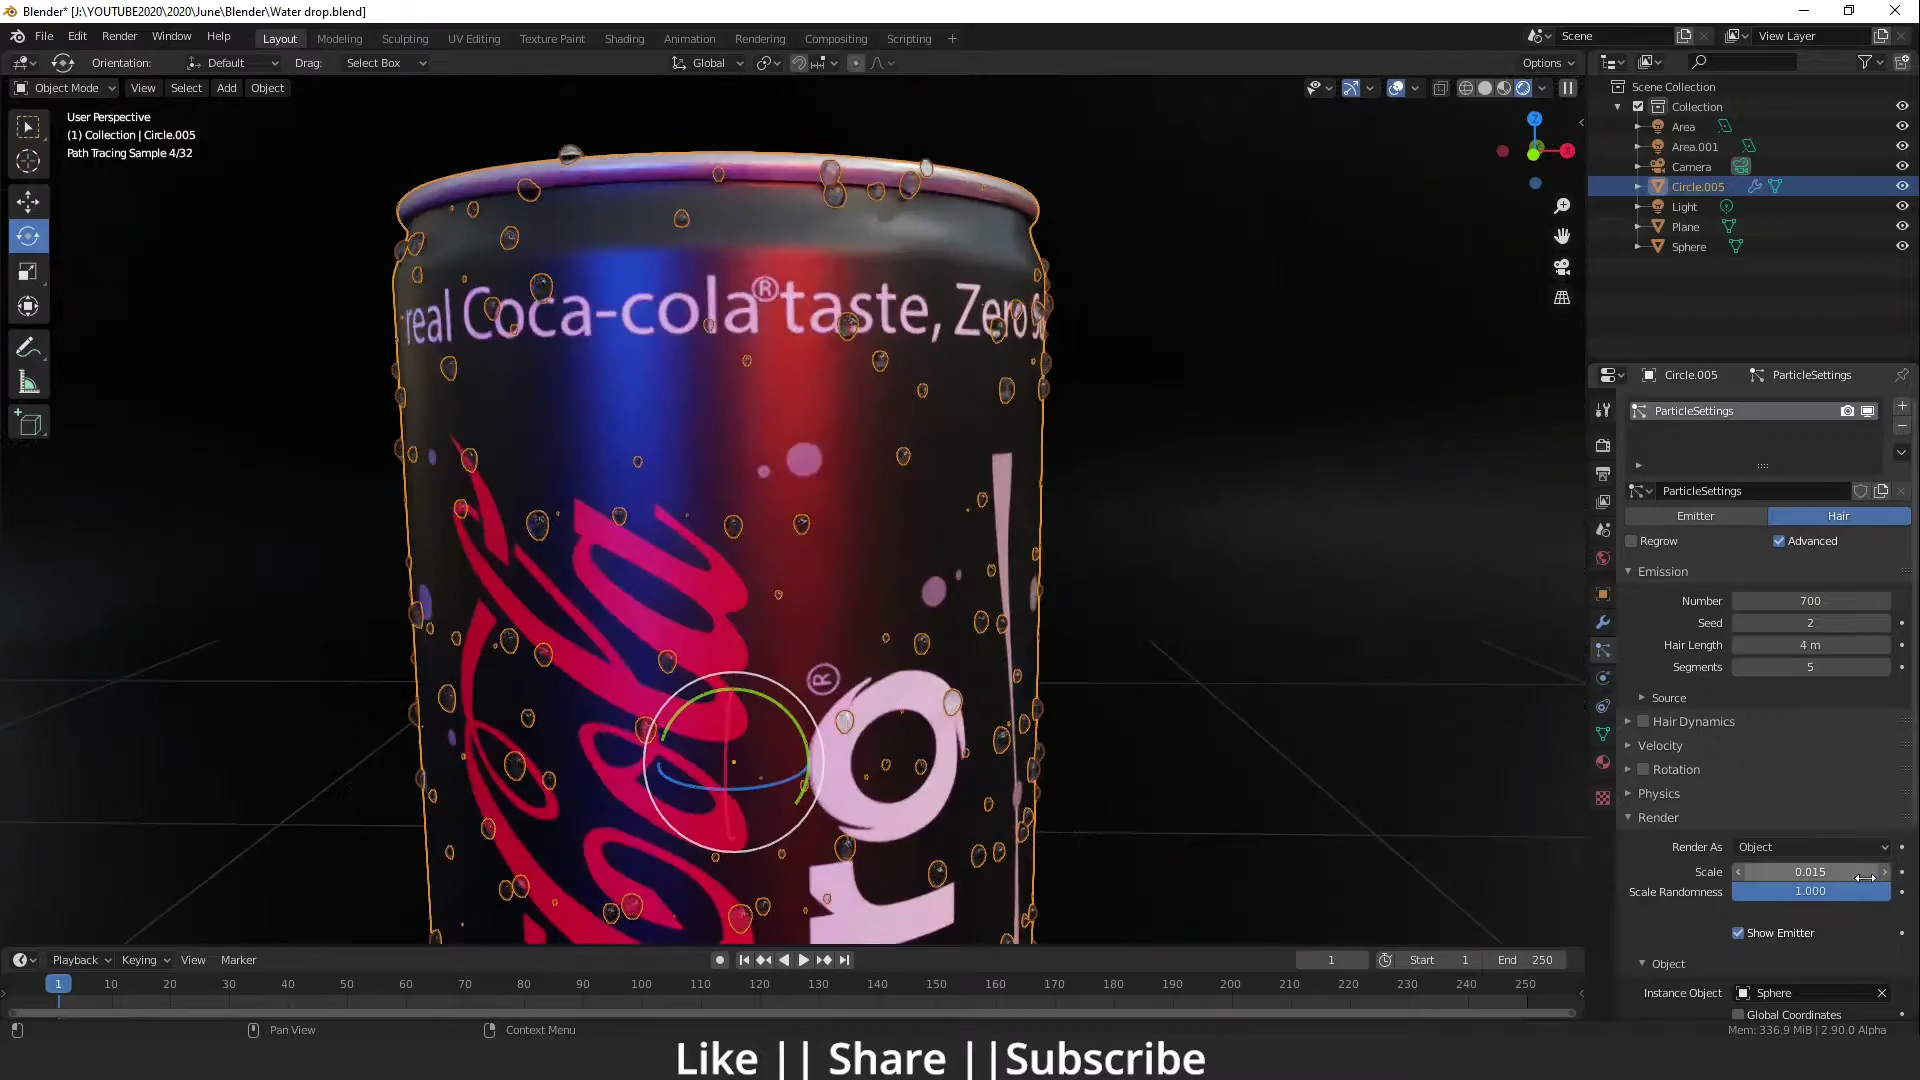 Blender* [J:\YOUTUBE2020\2020\June\Blender\Water drop.blend]
File Edit Render Window Help Layout Modeling Sculpting UV Editing Texture Paint Shading Animation Rendering Compositing Scripting + Scene View Layer
Orientation: Default Drag: Select Box Global Options
Object Mode View Select Add Object
User Perspective
(1) Collection | Circle.005
Path Tracing Sample 4/32
Z
X
real Coca-cola® taste, Zero
®
Scene Collection
Collection
Area
Area.001
Camera
Circle.005
Light
Plane
Sphere
Circle.005 ParticleSettings
ParticleSettings
ParticleSettings
Emitter Hair
Regrow Advanced
Emission
Number 700
Seed 2
Hair Length 4 m
Segments 5
Source
Hair Dynamics
Velocity
Rotation
Physics
Render
Render As Object
Scale 0.015
Scale Randomness 1.000
Show Emitter
Object
Instance Object Sphere
Global Coordinates
Playback Keying View Marker 1 Start 1 End 250
1 10 20 30 40 50 60 70 80 90 100 110 120 130 140 150 160 170 180 190 200 210 220 230 240 250
Pan View Context Menu Mem: 336.9 MiB | 2.90.0 Alpha
Like || Share ||Subscribe